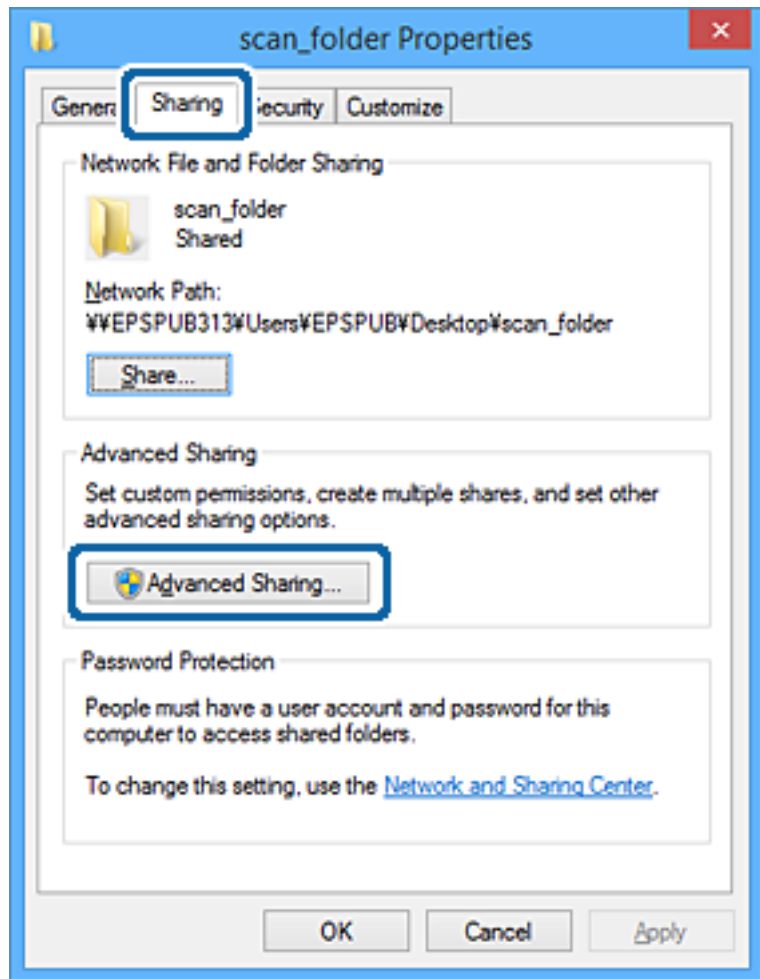 scan_folder Properties
Sharing Customize
Network File and Folder Sharing
scan_folder
Shared
Network Path:
¥¥EPSPUB313¥Users¥EPSPUB¥Desktop¥scan_folder
Share...
Advanced Sharing
Set custom permissions, create multiple shares, and set other
advanced sharing options.
Advanced Sharing...
Password Protection
People must have a user account and password for this
computer to access shared folders.
To change this setting, use the Network and Sharing Center.
OK Cancel Apply